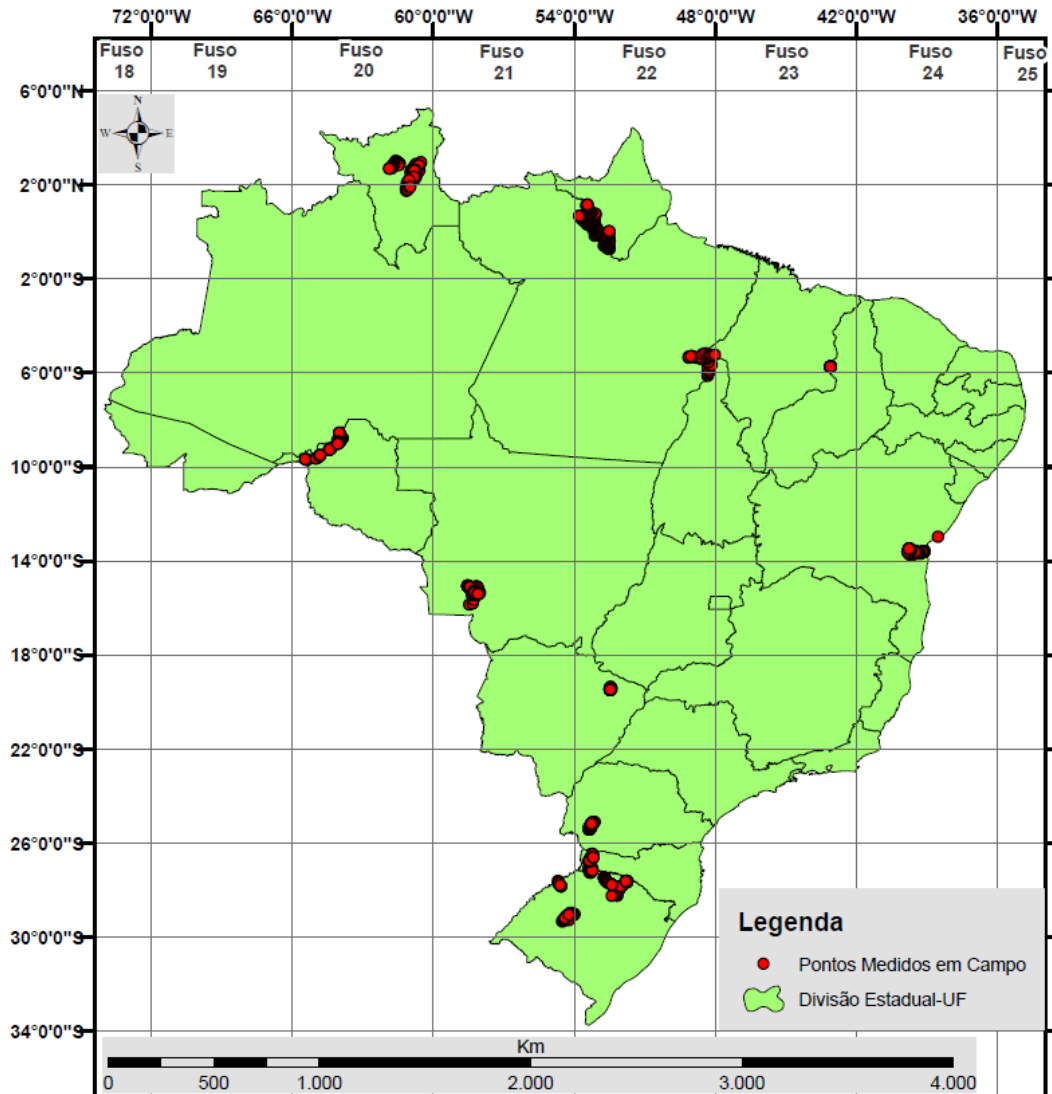 72°0'0"W 66°0'0"W 60°0'0"W 54°0'0"W 48°0'0"W 42°0'0"W 36°0'0"W
Fuso Fuso Fuso Fuso Fuso Fuso Fuso Fuso
18 19 20 21 22 23 24 25
6°0'0"N
N
W E
S
2°0'0"N
2°0'0"S
6°0'0"S
10°0'0"S
14°0'0"S
18°0'0"S
22°0'0"S
26°0'0"S
30°0'0"S
34°0'0"S
Legenda
Pontos Medidos em Campo
Divisão Estadual-UF
Km
0 500 1.000 2.000 3.000 4.000